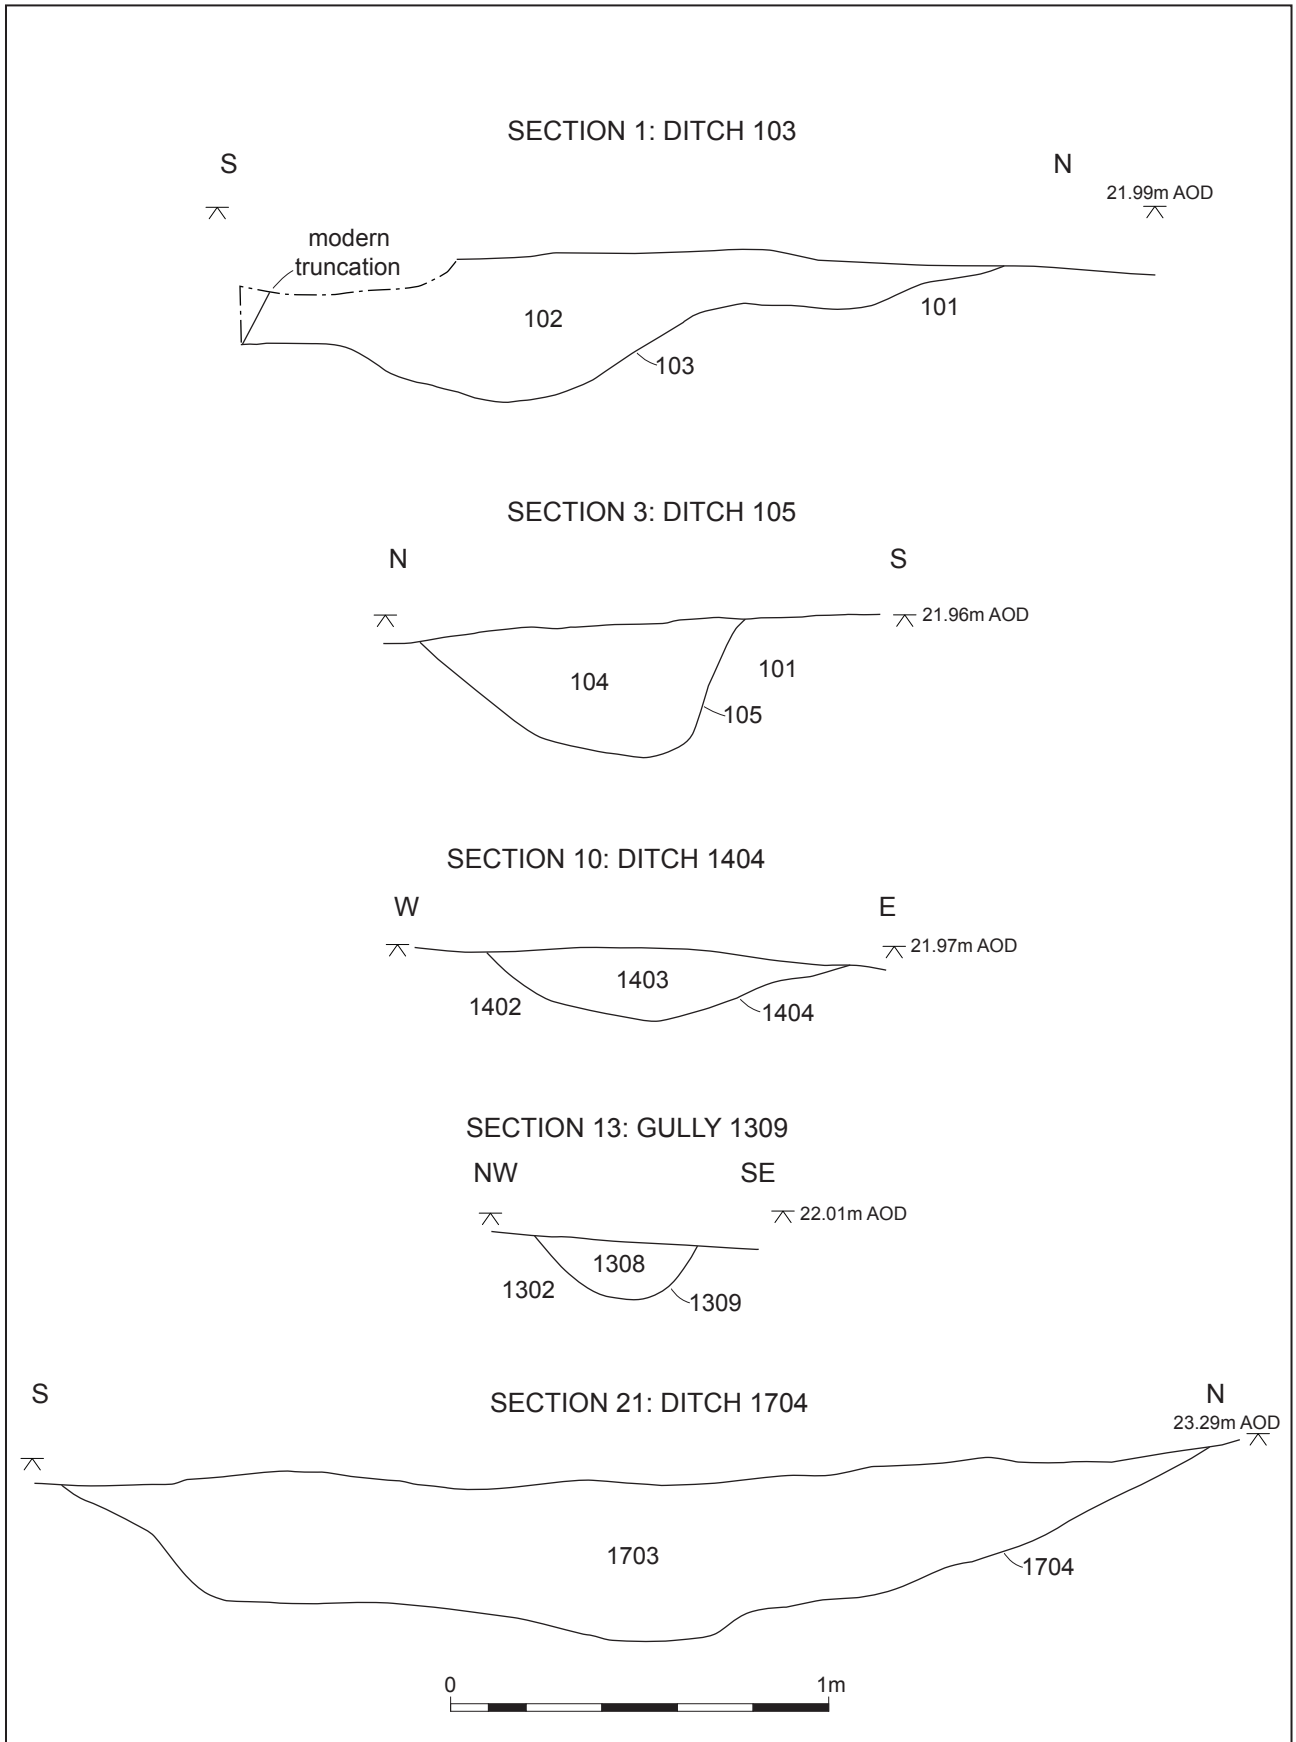 SECTION 1: DITCH 103
S
N
21.99m AOD
modern
truncation
102
101
103
SECTION 3: DITCH 105
N
S
21.96m AOD
104
101
105
SECTION 10: DITCH 1404
W
E
21.97m AOD
1403
1402
1404
SECTION 13: GULLY 1309
NW
SE
22.01m AOD
1308
1302
1309
S
SECTION 21: DITCH 1704
N
23.29m AOD
1703
1704
0
1m